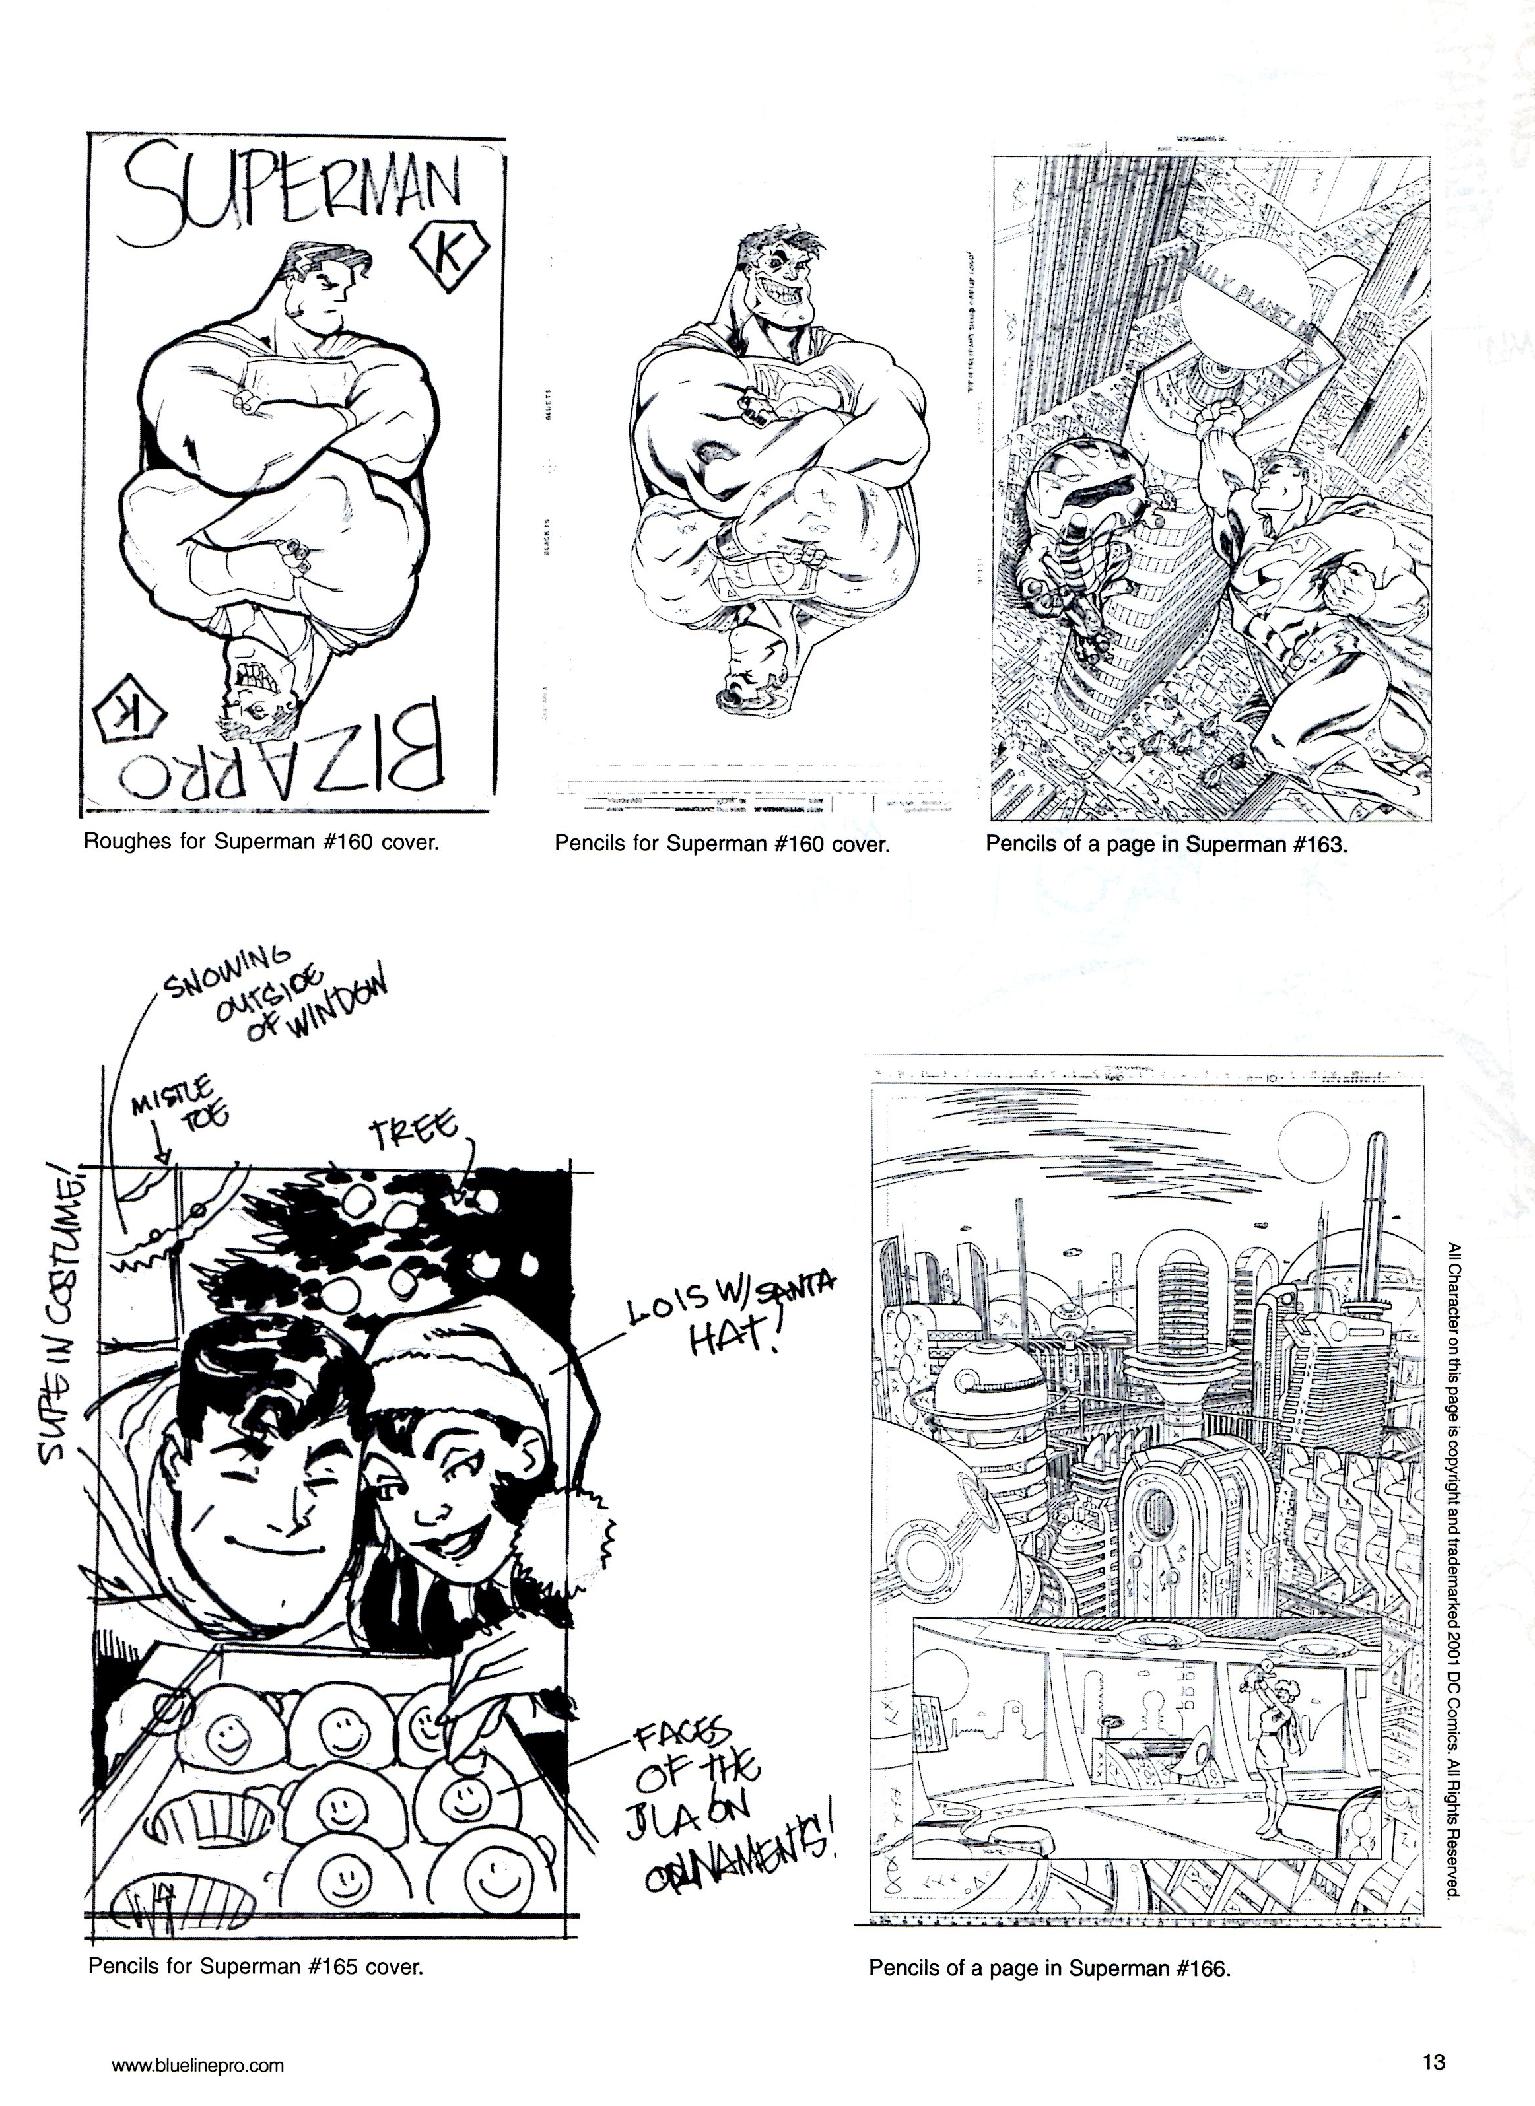 SUPERMAN
K
K
BIZARRO
Roughes for Superman #160 cover.
Pencils for Superman #160 cover.
DAILY PLANET
Pencils of a page in Superman #163.
SNOWING
OUTSIDE
OF WINDOW
MISTLE
TOE
TREE
SUPE IN COSTUME!
LOIS W/ SANTA
HAT!
FACES
OF THE
JLA ON
ORNAMENTS!
Pencils for Superman #165 cover.
Pencils of a page in Superman #166.
All Character on this page is copyright and trademarked 2001 DC Comics. All Rights Reserved.
www.bluelinepro.com
13